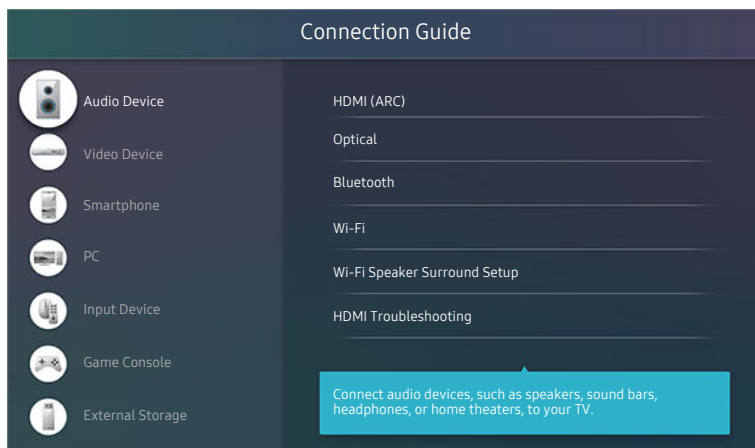 Connection Guide
Audio Device
Video Device
Smartphone
PC
Input Device
Game Console
External Storage
HDMI (ARC)
Optical
Bluetooth
Wi-Fi
Wi-Fi Speaker Surround Setup
HDMI Troubleshooting
Connect audio devices, such as speakers, sound bars,
headphones, or home theaters, to your TV.